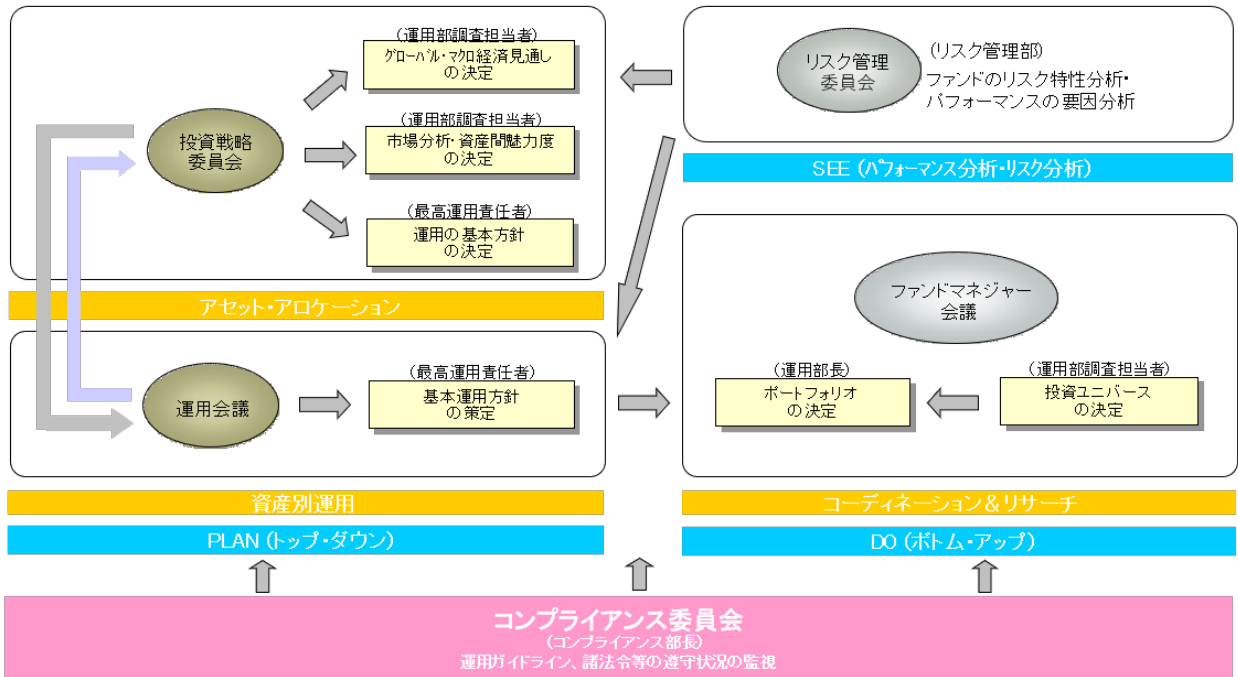 (運用部調査担当者)
グローバル・マクロ経済見通し
の決定
投資戦略
委員会
(運用部調査担当者)
市場分析・資産間魅力度
の決定
(最高運用責任者)
運用の基本方針
の決定
アセット・アロケーション
リスク管理
委員会
(リスク管理部)
ファンドのリスク特性分析・
パフォーマンスの要因分析
SEE (パフォーマンス分析・リスク分析)
運用会議
(最高運用責任者)
基本運用方針
の策定
資産別運用
PLAN (トップ・ダウン)
ファンドマネジャー
会議
(運用部長)
ポートフォリオ
の決定
(運用部調査担当者)
投資ユニバース
の決定
コーディネーション&リサーチ
DO (ボトム・アップ)
コンプライアンス委員会
(コンプライアンス部長)
運用ガイドライン、諸法令等の遵守状況の監視